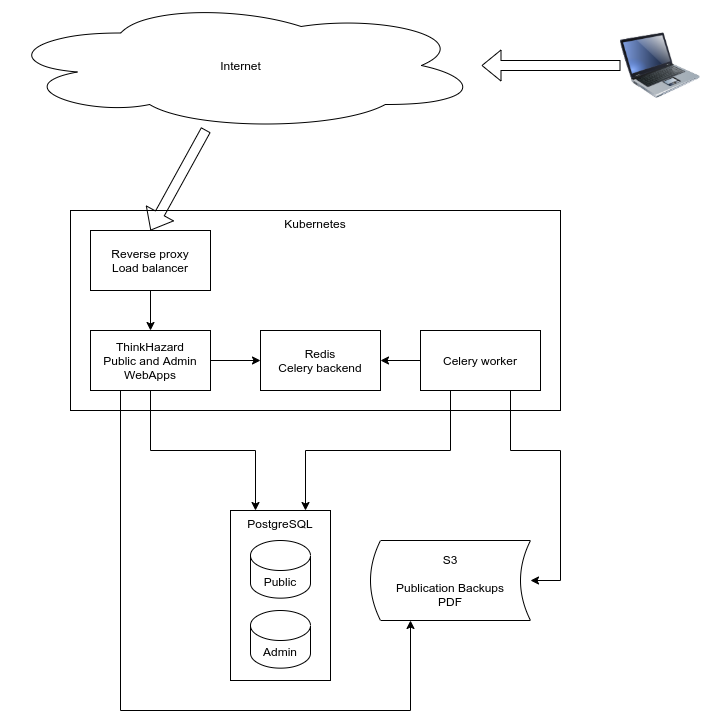 Internet
Kubernetes
Reverse proxy
Load balancer
ThinkHazard
Public and Admin
WebApps
Redis
Celery backend
Celery worker
PostgreSQL
Public
Admin
S3
Publication Backups
PDF